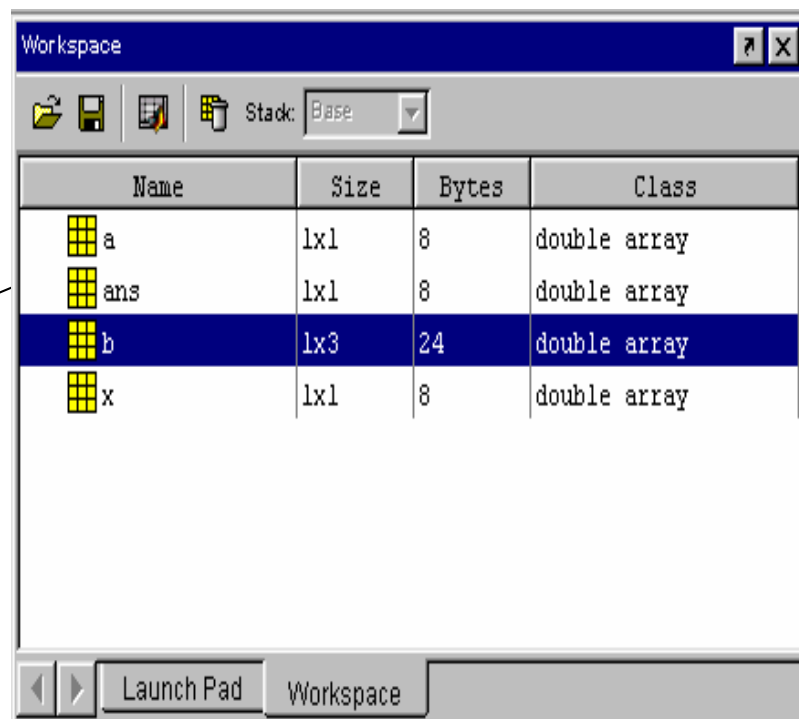 Workspace
Stack: Base
Name Size Bytes Class
a 1x1 8 double array
ans 1x1 8 double array
b 1x3 24 double array
x 1x1 8 double array
Launch Pad Workspace